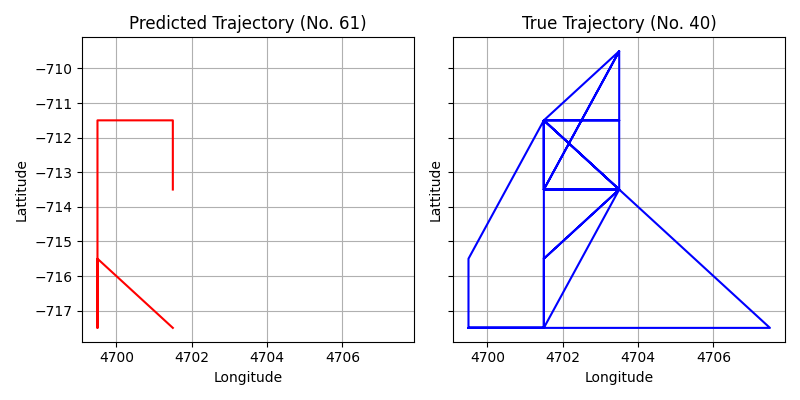 Predicted Trajectory (No. 61)
True Trajectory (No. 40)
−710
−711
−712
−713
−714
−715
−716
−717
Lattitude
Lattitude
4700 4702 4704 4706
4700 4702 4704 4706
Longitude
Longitude